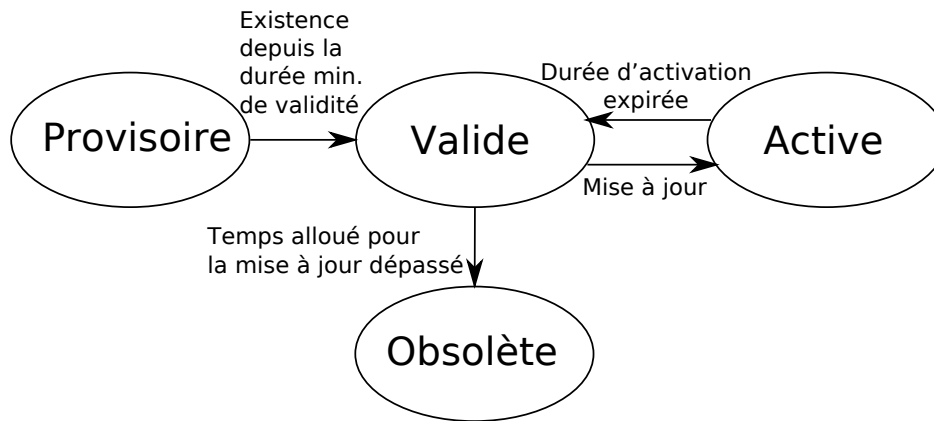 Existence
depuis la
durée min.
de validité
Durée d’activation
expirée
Provisoire
Valide
Active
Mise à jour
Temps alloué pour
la mise à jour dépassé
Obsolète